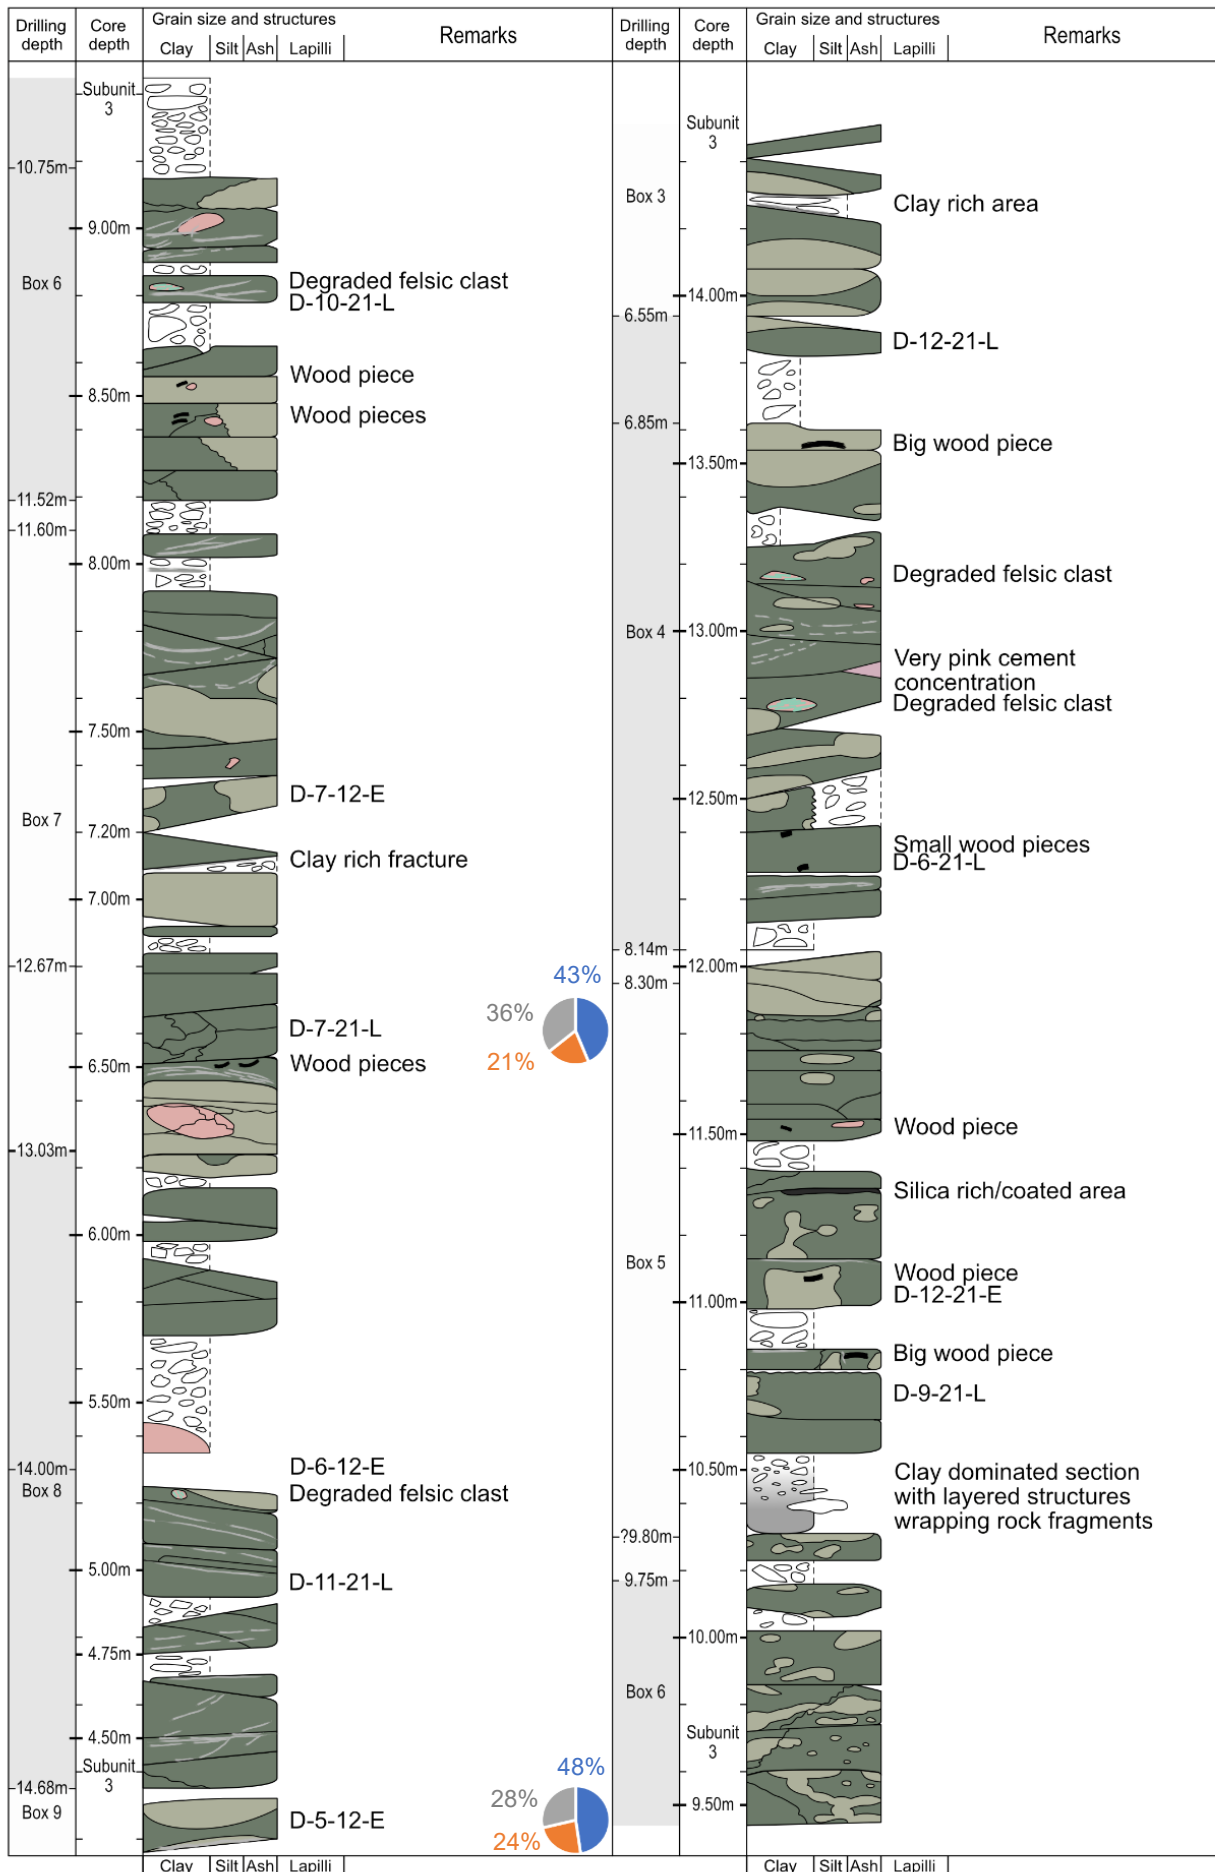 Drilling depth
Core depth
Grain size and structures
Clay Silt Ash Lapilli
Remarks
Subunit 3
10.75m
9.00m
Box 6
Degraded felsic clast
D-10-21-L
Wood piece
8.50m
Wood pieces
11.52m
11.60m
8.00m
7.50m
D-7-12-E
Box 7
7.20m
Clay rich fracture
7.00m
12.67m
43%
36%
21%
D-7-21-L
Wood pieces
6.50m
13.03m
6.00m
5.50m
14.00m
Box 8
D-6-12-E
Degraded felsic clast
5.00m
D-11-21-L
4.75m
4.50m
Subunit 3
14.68m
Box 9
48%
28%
24%
D-5-12-E
Clay Silt Ash Lapilli
Drilling depth
Core depth
Grain size and structures
Clay Silt Ash Lapilli
Remarks
Subunit 3
Box 3
Clay rich area
14.00m
6.55m
D-12-21-L
6.85m
Big wood piece
13.50m
Degraded felsic clast
Box 4
13.00m
Very pink cement
concentration
Degraded felsic clast
12.50m
Small wood pieces
D-6-21-L
8.14m
12.00m
8.30m
Wood piece
11.50m
Silica rich/coated area
Box 5
Wood piece
D-12-21-E
11.00m
Big wood piece
D-9-21-L
10.50m
Clay dominated section
with layered structures
wrapping rock fragments
?9.80m
9.75m
10.00m
Box 6
Subunit 3
9.50m
Clay Silt Ash Lapilli